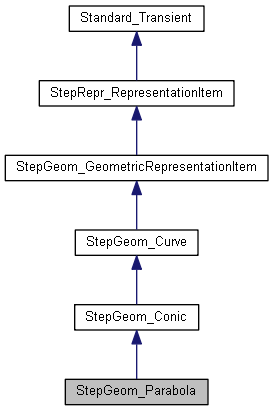 Standard_Transient
StepRepr_RepresentationItem
StepGeom_GeometricRepresentationItem
StepGeom_Curve
StepGeom_Conic
StepGeom_Parabola